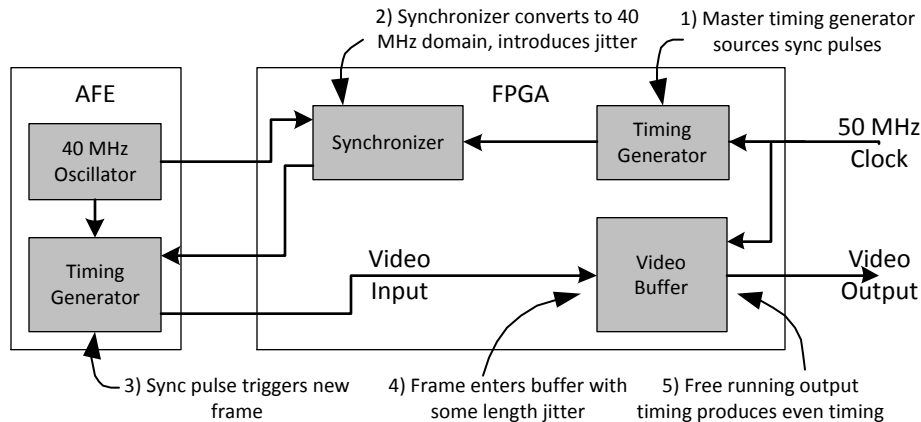 2) Synchronizer converts to 40
MHz domain, introduces jitter
1) Master timing generator
sources sync pulses
AFE
FPGA
40 MHz
Oscillator
Synchronizer
Timing
Generator
50 MHz
Clock
Timing
Generator
Video
Input
Video
Buffer
Video
Output
3) Sync pulse triggers new
frame
4) Frame enters buffer with
some length jitter
5) Free running output
timing produces even timing